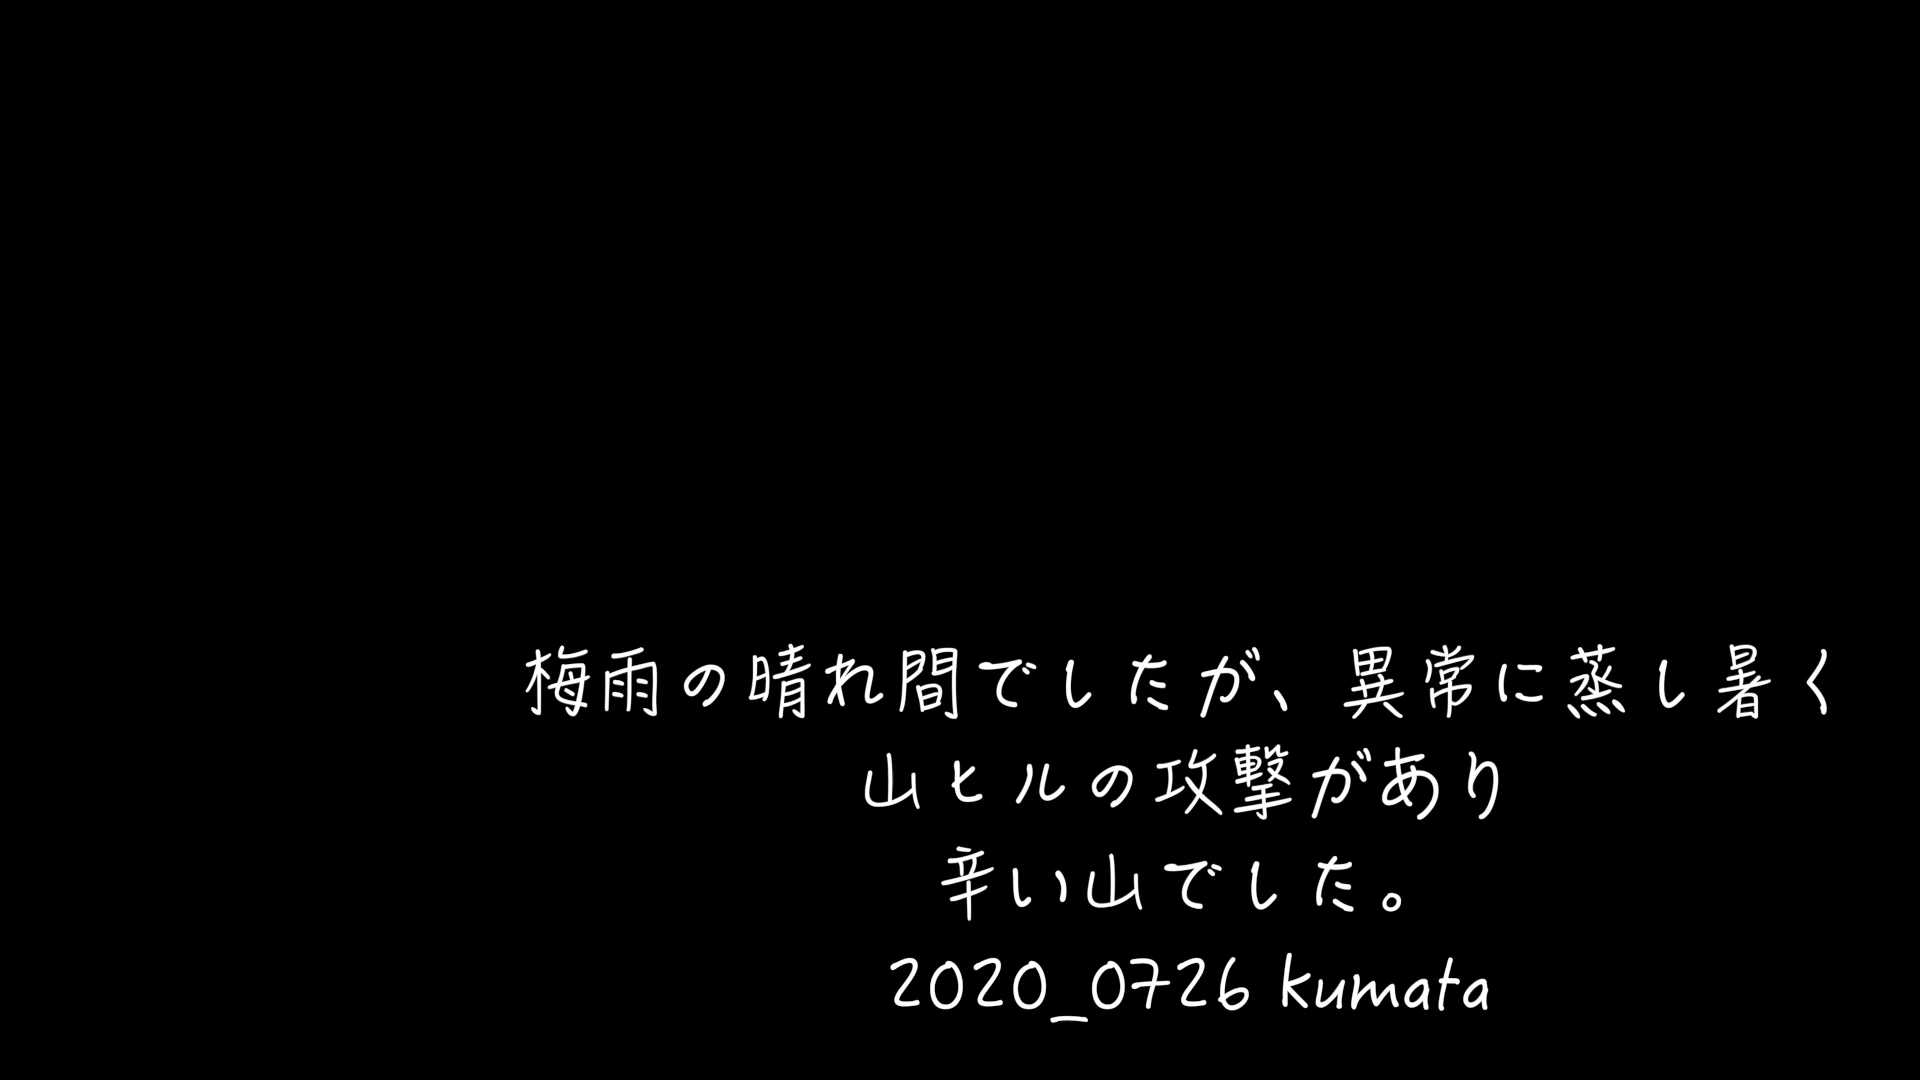 梅雨の晴れ間でしたが、異常に蒸し暑く
山ヒルの攻撃があり
辛い山でした。
2020_0726 kumata